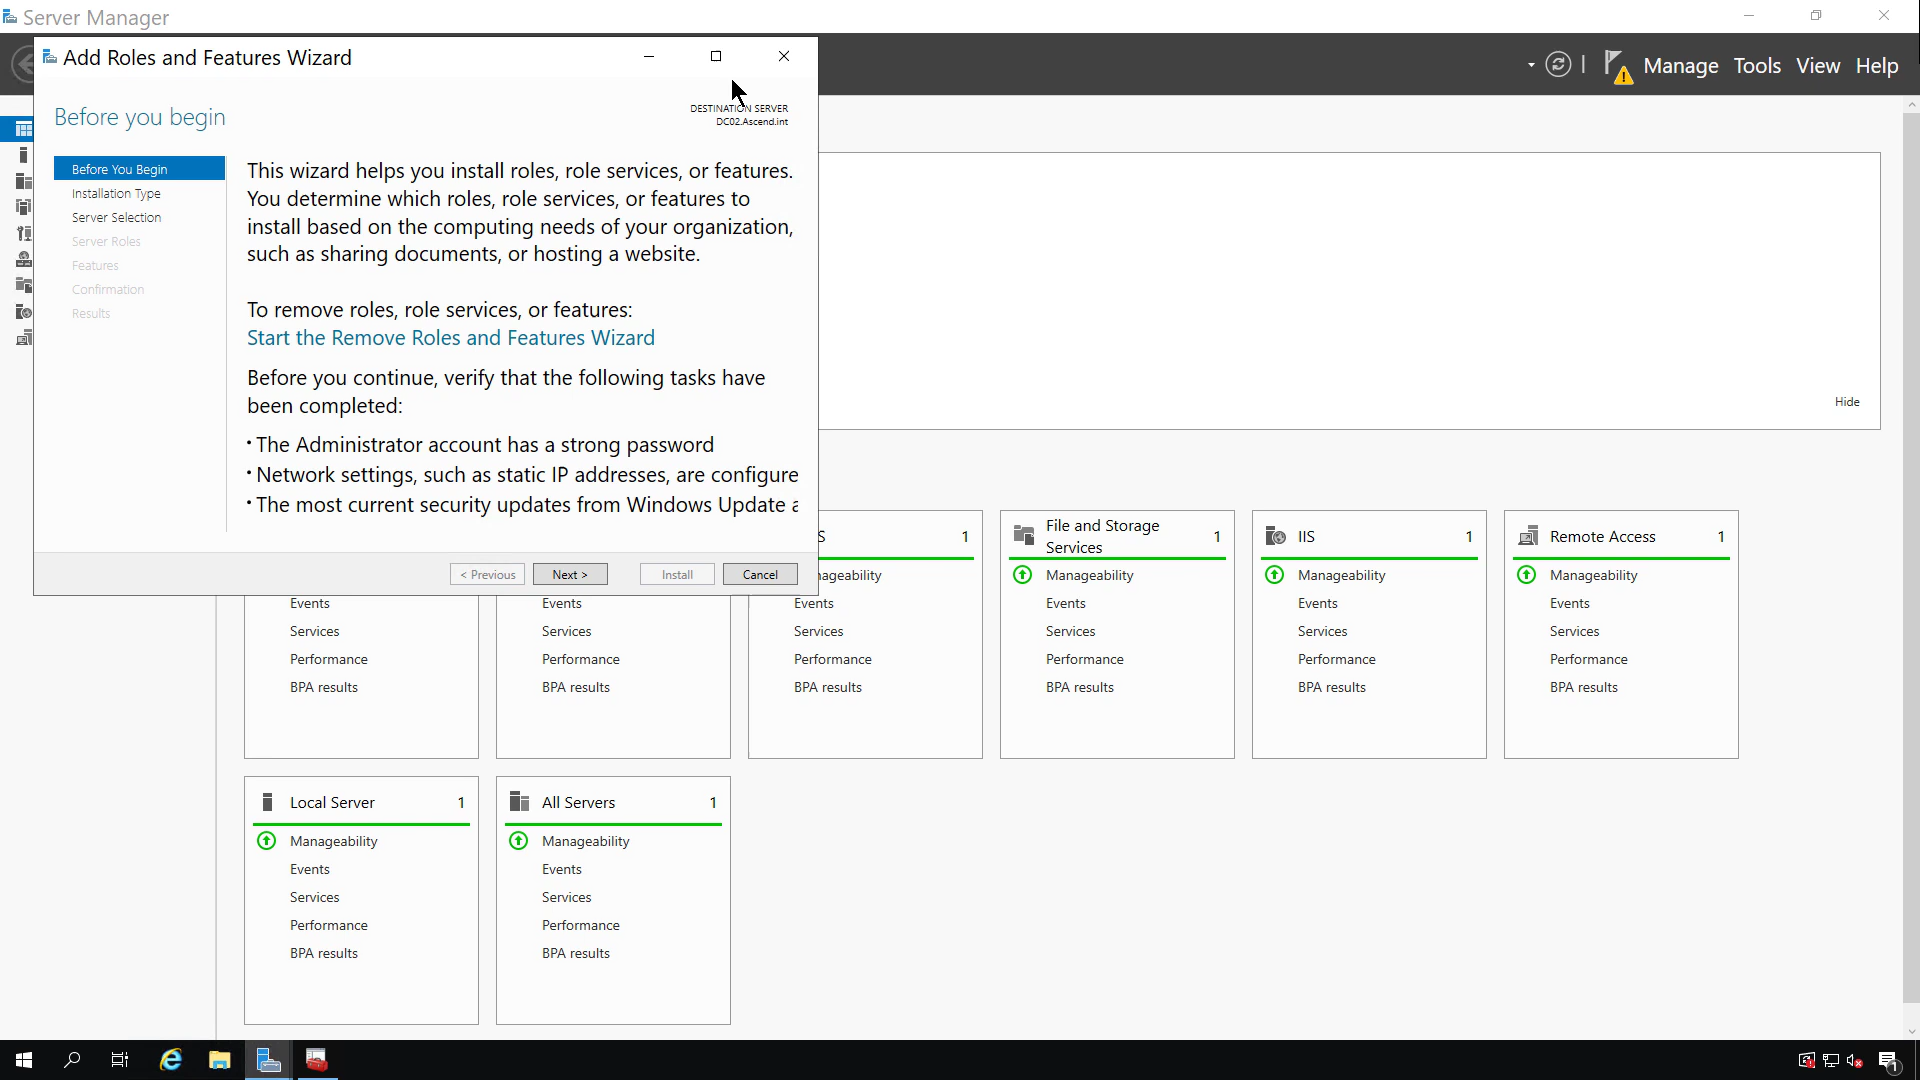 Server Manager
Add Roles and Features Wizard
Manage Tools View Help
Before you begin
DESTINATION SERVER
DC02.Ascend.int
Before You Begin
Installation Type
Server Selection
Server Roles
Features
Confirmation
Results
This wizard helps you install roles, role services, or features.
You determine which roles, role services, or features to
install based on the computing needs of your organization,
such as sharing documents, or hosting a website.
To remove roles, role services, or features:
Start the Remove Roles and Features Wizard
Before you continue, verify that the following tasks have
been completed:
• The Administrator account has a strong password
• Network settings, such as static IP addresses, are configure
• The most current security updates from Windows Update a
< Previous
Next >
Install
Cancel
Hide
Events
Services
Performance
BPA results
Events
Services
Performance
BPA results
S 1
nageability
Events
Services
Performance
BPA results
File and Storage
Services 1
Manageability
Events
Services
Performance
BPA results
IIS 1
Manageability
Events
Services
Performance
BPA results
Remote Access 1
Manageability
Events
Services
Performance
BPA results
Local Server 1
Manageability
Events
Services
Performance
BPA results
All Servers 1
Manageability
Events
Services
Performance
BPA results
1